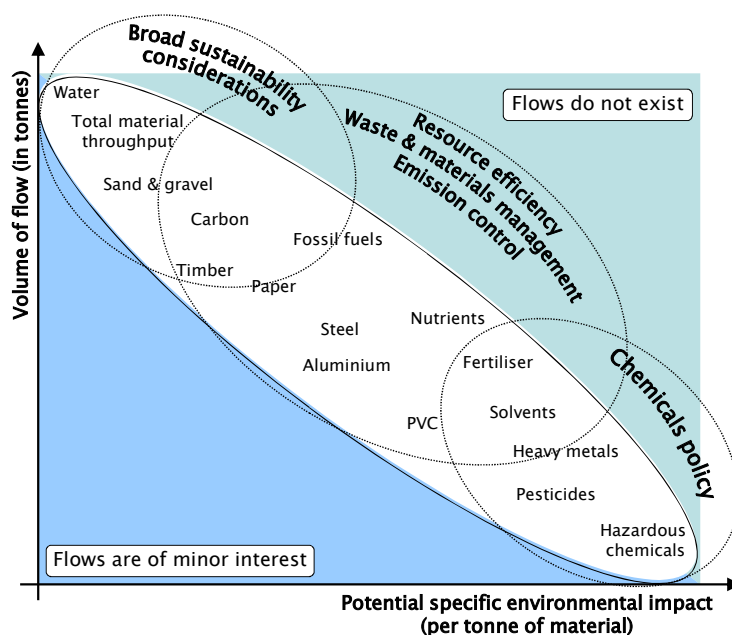 Broad sustainability
considerations
Resource efficiency
Waste & materials management
Emission control
Chemicals policy
Flows do not exist
Volume of flow (in tonnes)
Water
Total material
throughput
Sand & gravel
Carbon
Fossil fuels
Timber
Paper
Steel
Nutrients
Aluminium
Fertiliser
PVC
Solvents
Heavy metals
Pesticides
Hazardous
chemicals
Flows are of minor interest
Potential specific environmental impact
(per tonne of material)